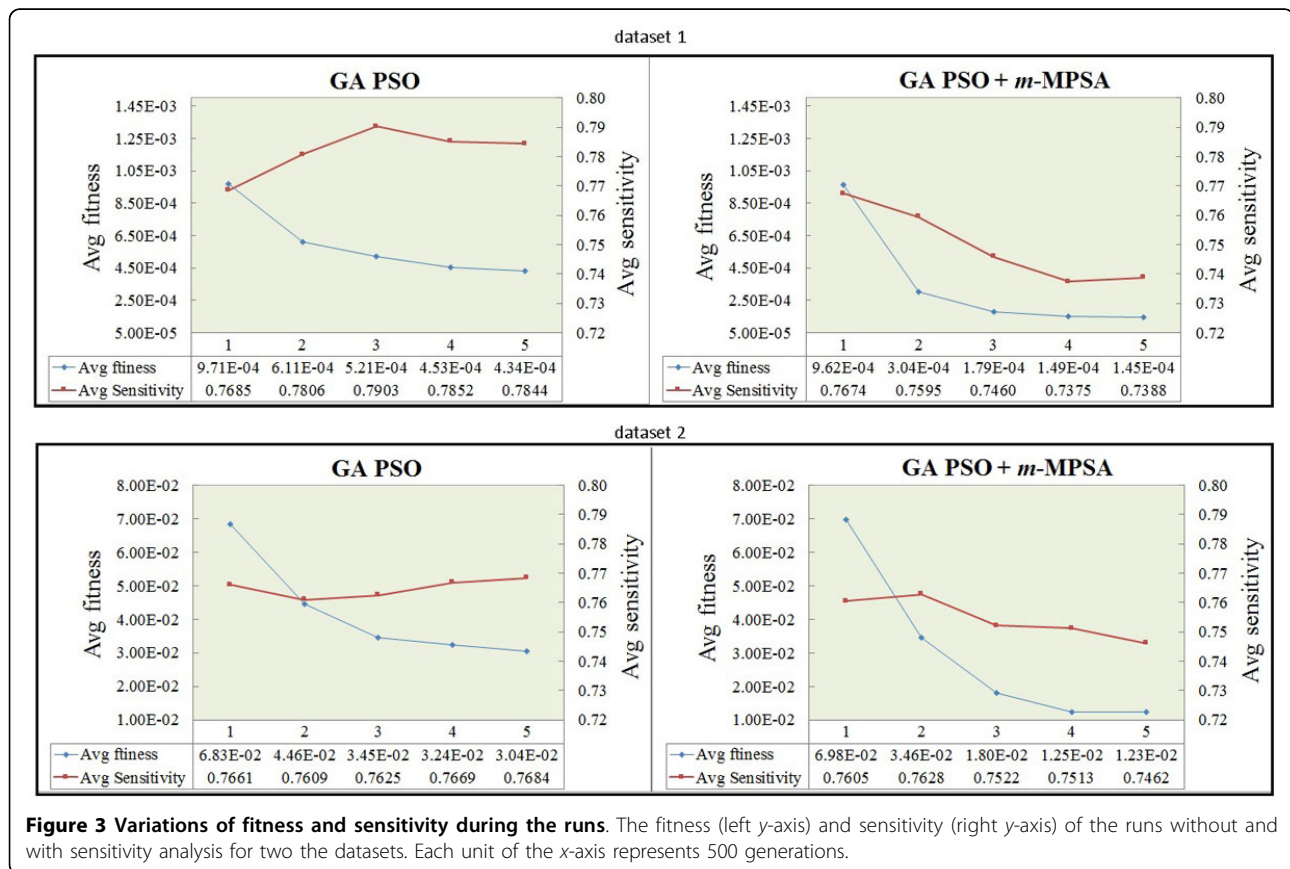 dataset 1
GA PSO
Avg fitness
1.45E-03
1.25E-03
1.05E-03
8.50E-04
6.50E-04
4.50E-04
2.50E-04
5.00E-05
0.80
0.79
0.78
0.77
0.76
0.75
0.74
0.73
0.72
Avg sensitivity
1 2 3 4 5
Avg ftiness 9.71E-04 6.11E-04 5.21E-04 4.53E-04 4.34E-04
Avg Sensitivity 0.7685 0.7806 0.7903 0.7852 0.7844
GA PSO + m-MPSA
Avg fitness
1.45E-03
1.25E-03
1.05E-03
8.50E-04
6.50E-04
4.50E-04
2.50E-04
5.00E-05
0.80
0.79
0.78
0.77
0.76
0.75
0.74
0.73
0.72
Avg sensitivity
1 2 3 4 5
Avg ftiness 9.62E-04 3.04E-04 1.79E-04 1.49E-04 1.45E-04
Avg Sensitivity 0.7674 0.7595 0.7460 0.7375 0.7388
dataset 2
GA PSO
Avg fitness
8.00E-02
7.00E-02
6.00E-02
5.00E-02
4.00E-02
3.00E-02
2.00E-02
1.00E-02
0.80
0.79
0.78
0.77
0.76
0.75
0.74
0.73
0.72
Avg sensitivity
1 2 3 4 5
Avg ftiness 6.83E-02 4.46E-02 3.45E-02 3.24E-02 3.04E-02
Avg Sensitivity 0.7661 0.7609 0.7625 0.7669 0.7684
GA PSO + m-MPSA
Avg fitness
8.00E-02
7.00E-02
6.00E-02
5.00E-02
4.00E-02
3.00E-02
2.00E-02
1.00E-02
0.80
0.79
0.78
0.77
0.76
0.75
0.74
0.73
0.72
Avg sensitivity
1 2 3 4 5
Avg ftiness 6.98E-02 3.46E-02 1.80E-02 1.25E-02 1.23E-02
Avg Sensitivity 0.7605 0.7628 0.7522 0.7513 0.7462
Figure 3 Variations of fitness and sensitivity during the runs. The fitness (left y-axis) and sensitivity (right y-axis) of the runs without and
with sensitivity analysis for two the datasets. Each unit of the x-axis represents 500 generations.